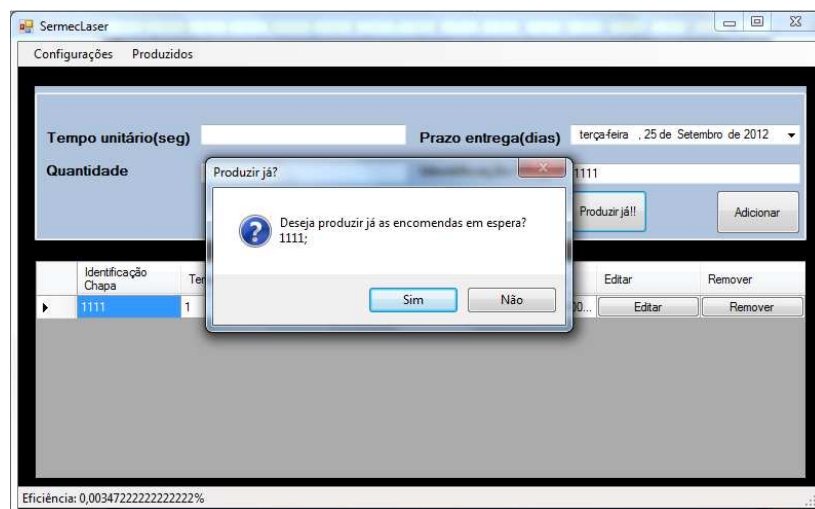 SermecLaser
Configurações Produzidos
Tempo unitário(seg) Prazo entrega(dias) terça-feira , 25 de Setembro de 2012
Quantidade 1111
Produzir já!! Adicionar
Produzir já?
Deseja produzir já as encomendas em espera?
1111;
Sim Não
Identificação Chapa Editar Remover
1111 1 00... Editar Remover
Eficiência: 0,00347222222222222%